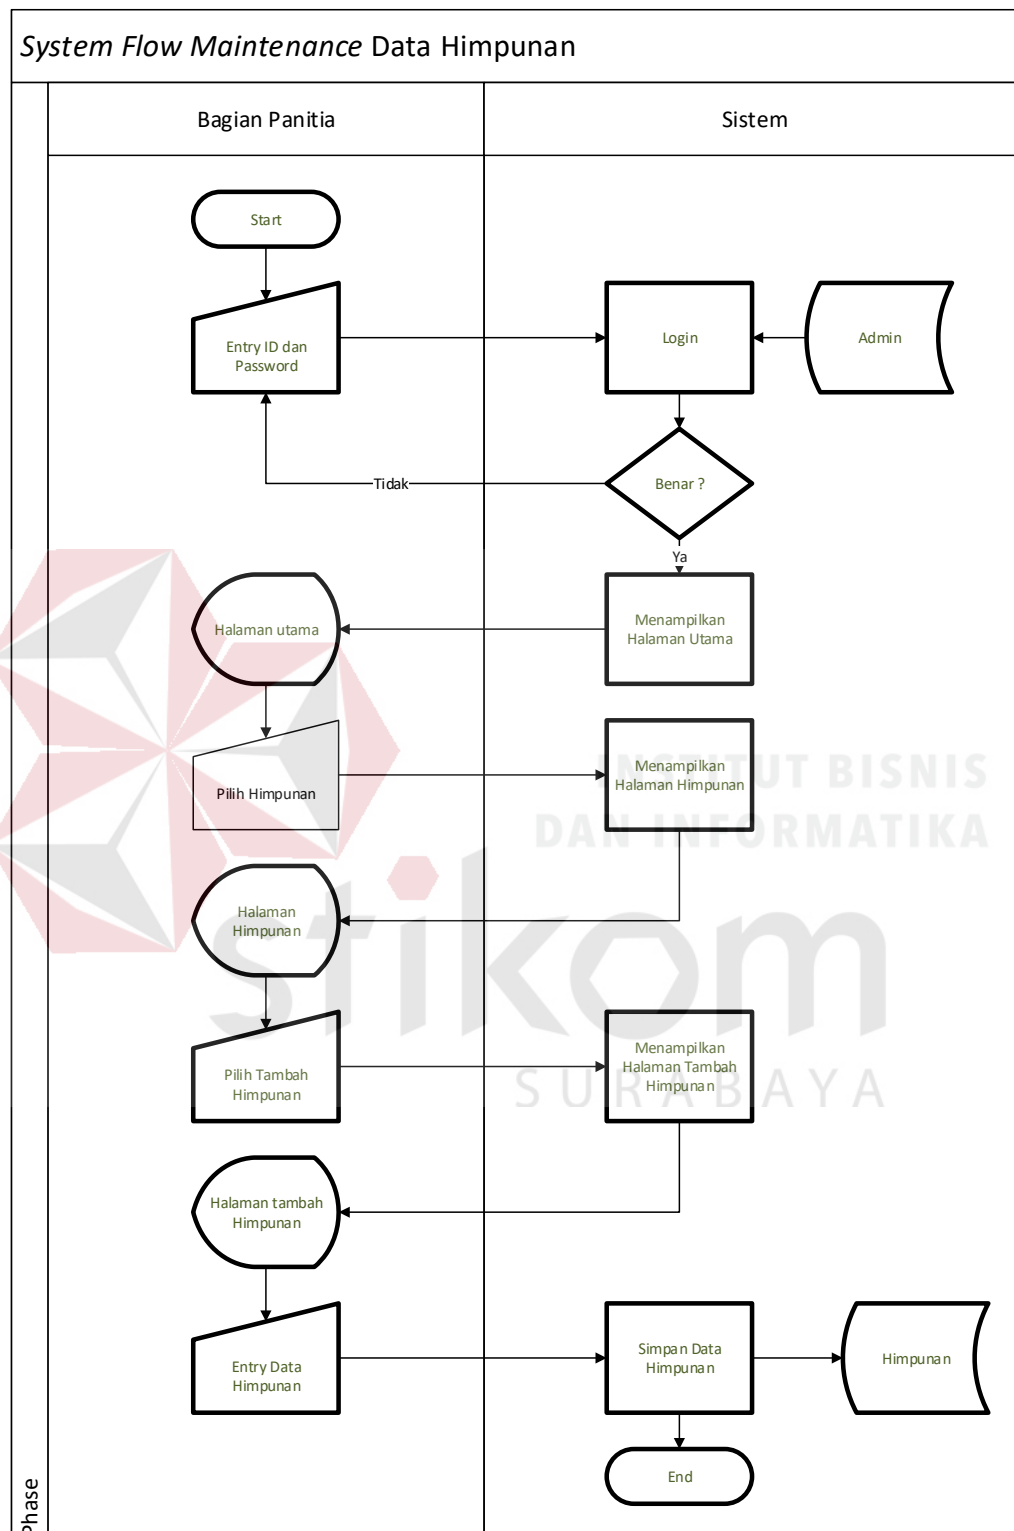 System Flow Maintenance Data Himpunan
Bagian Panitia
Sistem
Start
Entry ID dan
Password
Login
Admin
Benar ?
Tidak
Ya
Halaman utama
Menampilkan
Halaman Utama
Pilih Himpunan
Menampilkan
Halaman Himpunan
INSTITUT BISNIS
DAN INFORMATIKA
Halaman
Himpunan
stikom
SURABAYA
Pilih Tambah
Himpunan
Menampilkan
Halaman Tambah
Himpunan
Halaman tambah
Himpunan
Entry Data
Himpunan
Simpan Data
Himpunan
Himpunan
End
Phase